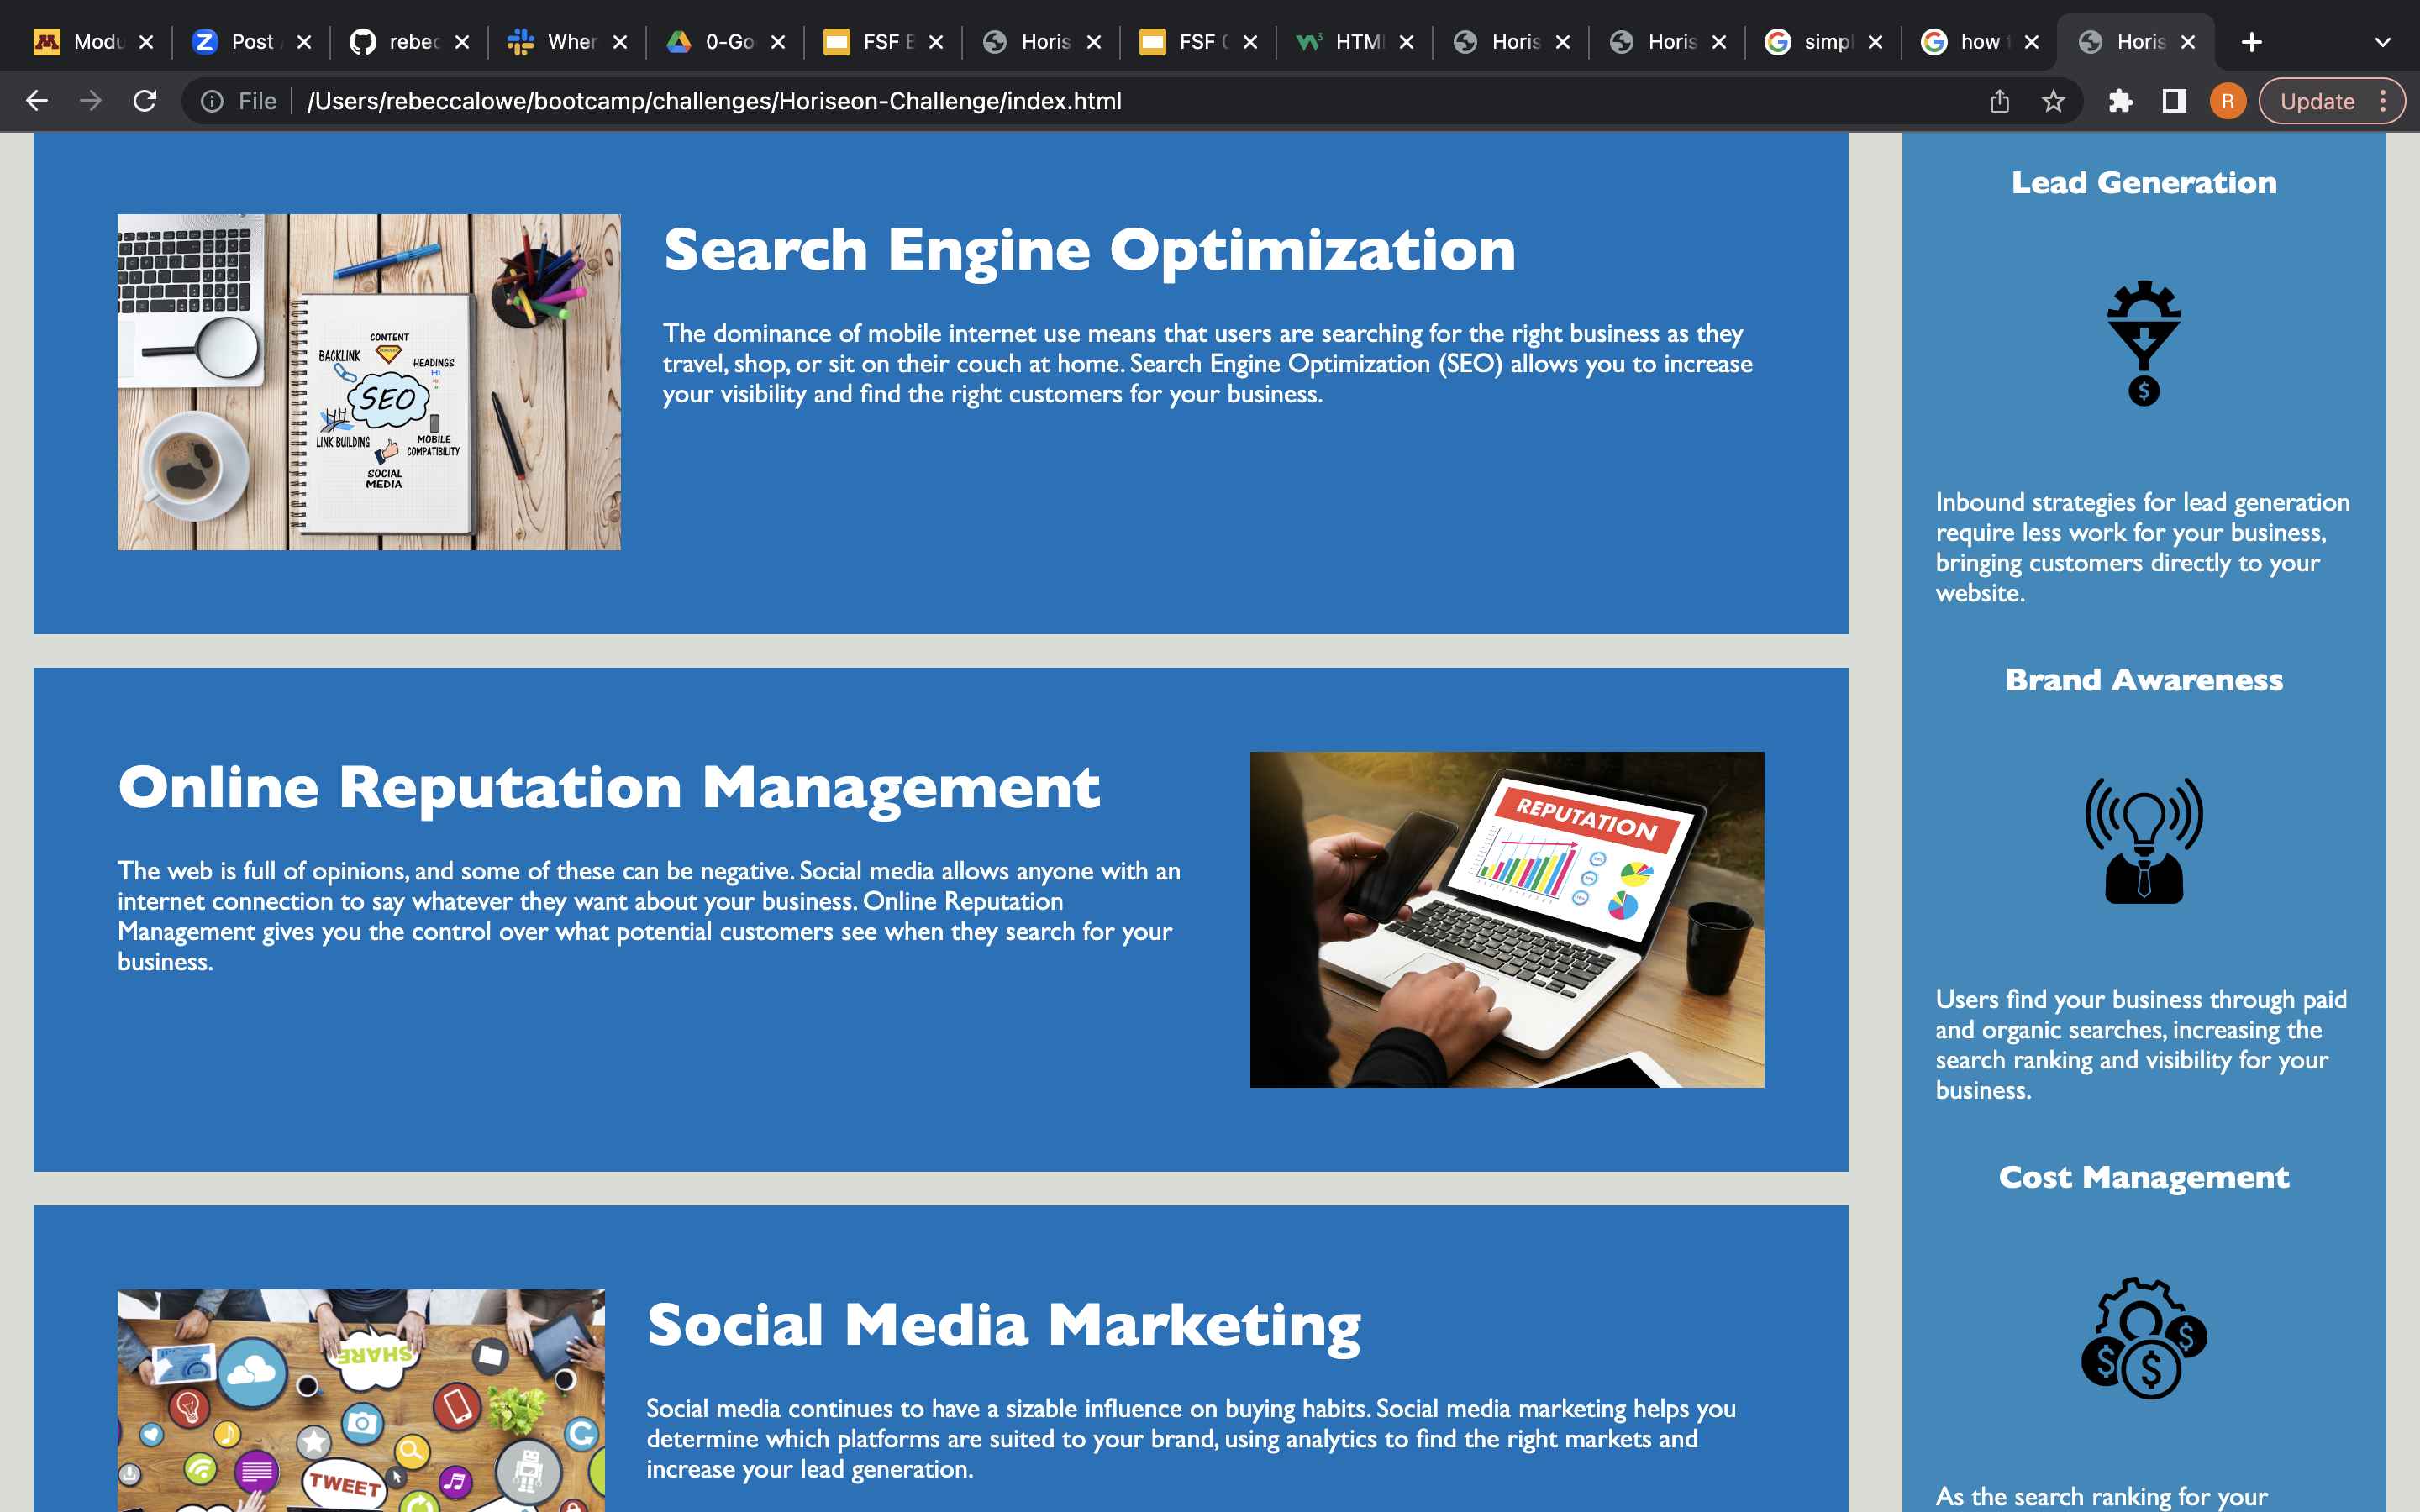 Modu
Post
rebec
Wher
0-Go
FSF
Horis
FSF
HTM
Horis
Horis
simpl
how
Horis
File
/Users/rebeccalowe/bootcamp/challenges/Horiseon-Challenge/index.html
R
Update
Search Engine Optimization
The dominance of mobile internet use means that users are searching for the right business as they
travel, shop, or sit on their couch at home. Search Engine Optimization (SEO) allows you to increase
your visibility and find the right customers for your business.
CONTENT
BACKLINK
HEADINGS
H1
SEO
LINK BUILDING
MOBILE
COMPATIBILITY
SOCIAL
MEDIA
Online Reputation Management
The web is full of opinions, and some of these can be negative. Social media allows anyone with an
internet connection to say whatever they want about your business. Online Reputation
Management gives you the control over what potential customers see when they search for your
business.
REPUTATION
Social Media Marketing
Social media continues to have a sizable influence on buying habits. Social media marketing helps you
determine which platforms are suited to your brand, using analytics to find the right markets and
increase your lead generation.
SHARE
TWEET
Lead Generation
$
Inbound strategies for lead generation
require less work for your business,
bringing customers directly to your
website.
Brand Awareness
Users find your business through paid
and organic searches, increasing the
search ranking and visibility for your
business.
Cost Management
$
$
$
As the search ranking for your